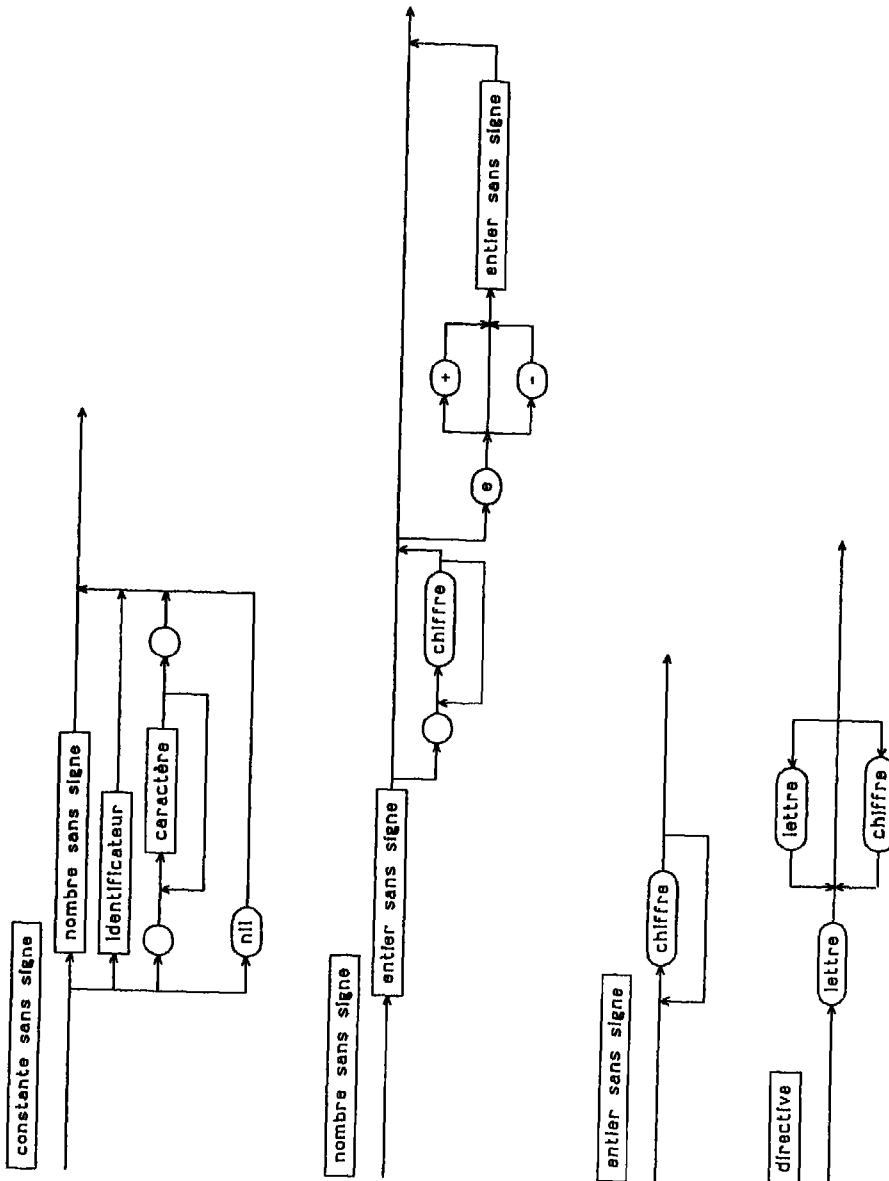 constante sans signe
nombre sans signe
identificateur
caractère
nil
nombre sans signe
entier sans signe
chiffre
e
+
-
entier sans signe
entier sans signe
chiffre
directive
lettre
lettre
chiffre